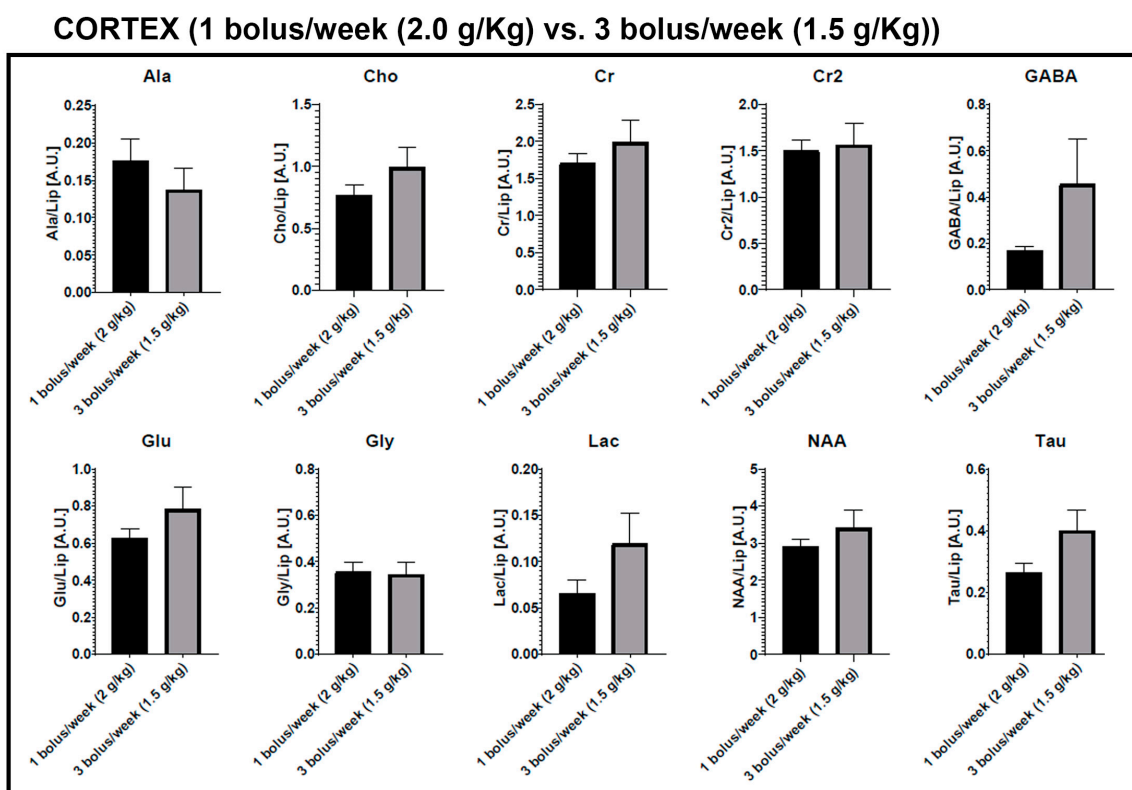 CORTEX (1 bolus/week (2.0 g/Kg) vs. 3 bolus/week (1.5 g/Kg))
Ala
Ala/Lip [A.U.]
0.25
0.20
0.15
0.10
0.05
0.00
1 bolus/week (2 g/kg)
3 bolus/week (1.5 g/kg)
Cho
Cho/Lip [A.U.]
1.5
1.0
0.5
0.0
1 bolus/week (2 g/kg)
3 bolus/week (1.5 g/kg)
Cr
Cr/Lip [A.U.]
2.5
2.0
1.5
1.0
0.5
0.0
1 bolus/week (2 g/kg)
3 bolus/week (1.5 g/kg)
Cr2
Cr2/Lip [A.U.]
2.0
1.5
1.0
0.5
0.0
1 bolus/week (2 g/kg)
3 bolus/week (1.5 g/kg)
GABA
GABA/Lip [A.U.]
0.8
0.6
0.4
0.2
0.0
1 bolus/week (2 g/kg)
3 bolus/week (1.5 g/kg)
Glu
Glu/Lip [A.U.]
1.0
0.8
0.6
0.4
0.2
0.0
1 bolus/week (2 g/kg)
3 bolus/week (1.5 g/kg)
Gly
Gly/Lip [A.U.]
0.8
0.6
0.4
0.2
0.0
1 bolus/week (2 g/kg)
3 bolus/week (1.5 g/kg)
Lac
Lac/Lip [A.U.]
0.20
0.15
0.10
0.05
0.00
1 bolus/week (2 g/kg)
3 bolus/week (1.5 g/kg)
NAA
NAA/Lip [A.U.]
5
4
3
2
1
0
1 bolus/week (2 g/kg)
3 bolus/week (1.5 g/kg)
Tau
Tau/Lip [A.U.]
0.6
0.4
0.2
0.0
1 bolus/week (2 g/kg)
3 bolus/week (1.5 g/kg)